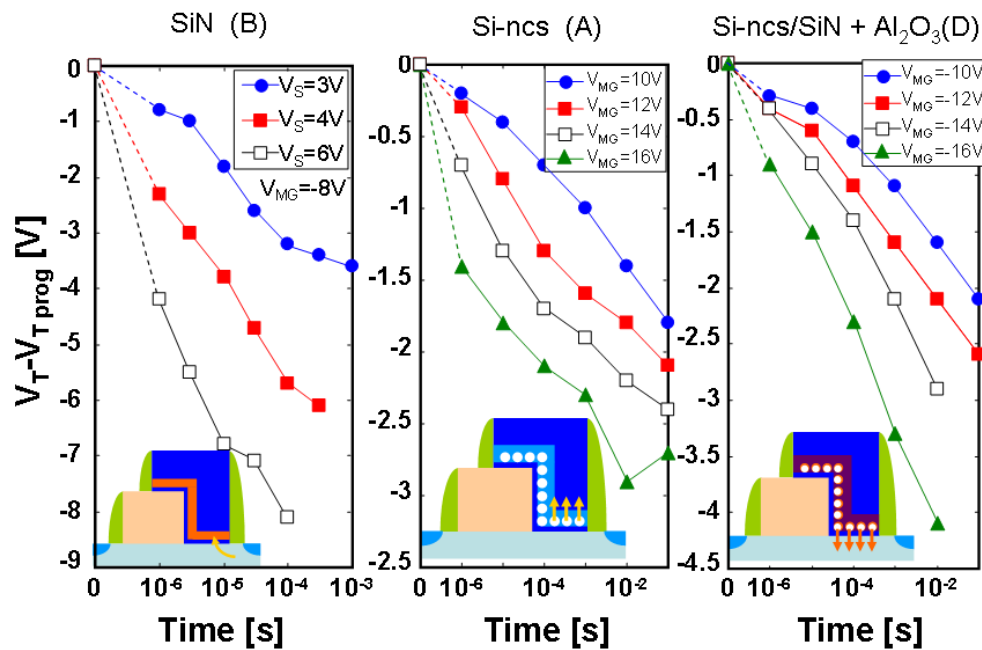 SiN (B)
Si-ncs (A)
Si-ncs/SiN + Al2O3(D)
VT-VT prog [V]
0
-1
-2
-3
-4
-5
-6
-7
-8
-9
VS=3V
VS=4V
VS=6V
VMG=-8V
0
10-6
10-5
10-4
10-3
Time [s]
0
-0.5
-1
-1.5
-2
-2.5
-3
-2.5
VMG=10V
VMG=12V
VMG=14V
VMG=16V
0
10-6
10-4
10-2
Time [s]
0
-0.5
-1
-1.5
-2
-2.5
-3
-3.5
-4
-4.5
VMG=-10V
VMG=-12V
VMG=-14V
VMG=-16V
0
10-6
10-4
10-2
Time [s]